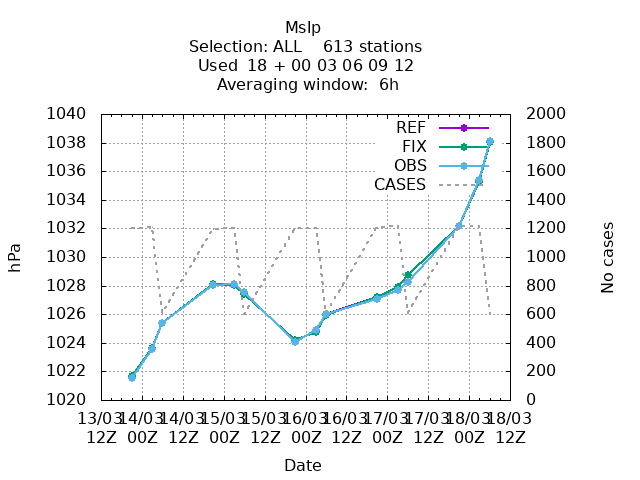 Mslp
Selection: ALL    613 stations
Used  18 + 00 03 06 09 12
Averaging window:  6h
1040
1038
1036
1034
1032
1030
1028
1026
1024
1022
1020
hPa
2000
1800
1600
1400
1200
1000
800
600
400
200
0
No cases
REF
FIX
OBS
CASES
13/03 14/03 14/03 15/03 15/03 16/03 16/03 17/03 17/03 18/03 18/03
12Z 00Z 12Z 00Z 12Z 00Z 12Z 00Z 12Z 00Z 12Z
Date